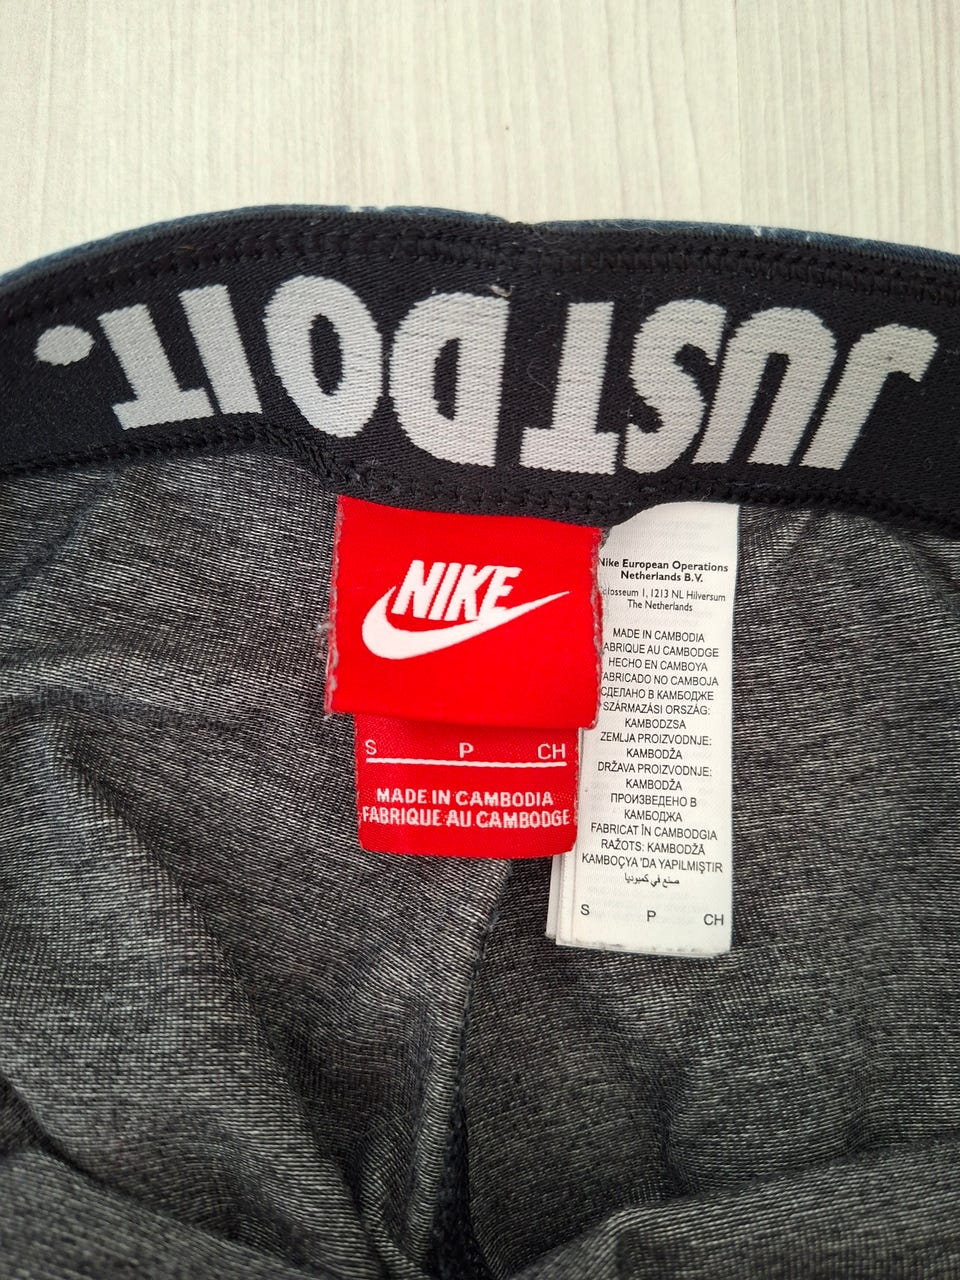 JUST DO IT.
NIKE
S P CH
MADE IN CAMBODIA
FABRIQUE AU CAMBODGE
Nike European Operations
Netherlands B.V.
1, 1213 NL Hilversum
The Netherlands
MADE IN CAMBODIA
FABRIQUE AU CAMBODGE
HECHO EN CAMBOYA
FABRICADO NO CAMBOJA
СДЕЛАНО В КАМБОДЖЕ
SZÁRMAZÁSI ORSZÁG:
KAMBODZSA
ZEMLJA PROIZVODNJE:
KAMBODŽA
DRŽAVA PROIZVODNJE:
KAMBODŽA
ПРОИЗВЕДЕНО В
КАМБОДЖА
FABRICAT ÎN CAMBODGIA
RAŽOTS: KAMBODŽĀ
KAMBOÇYA 'DA YAPILMIŞTIR
صنع في كمبوديا
S P CH